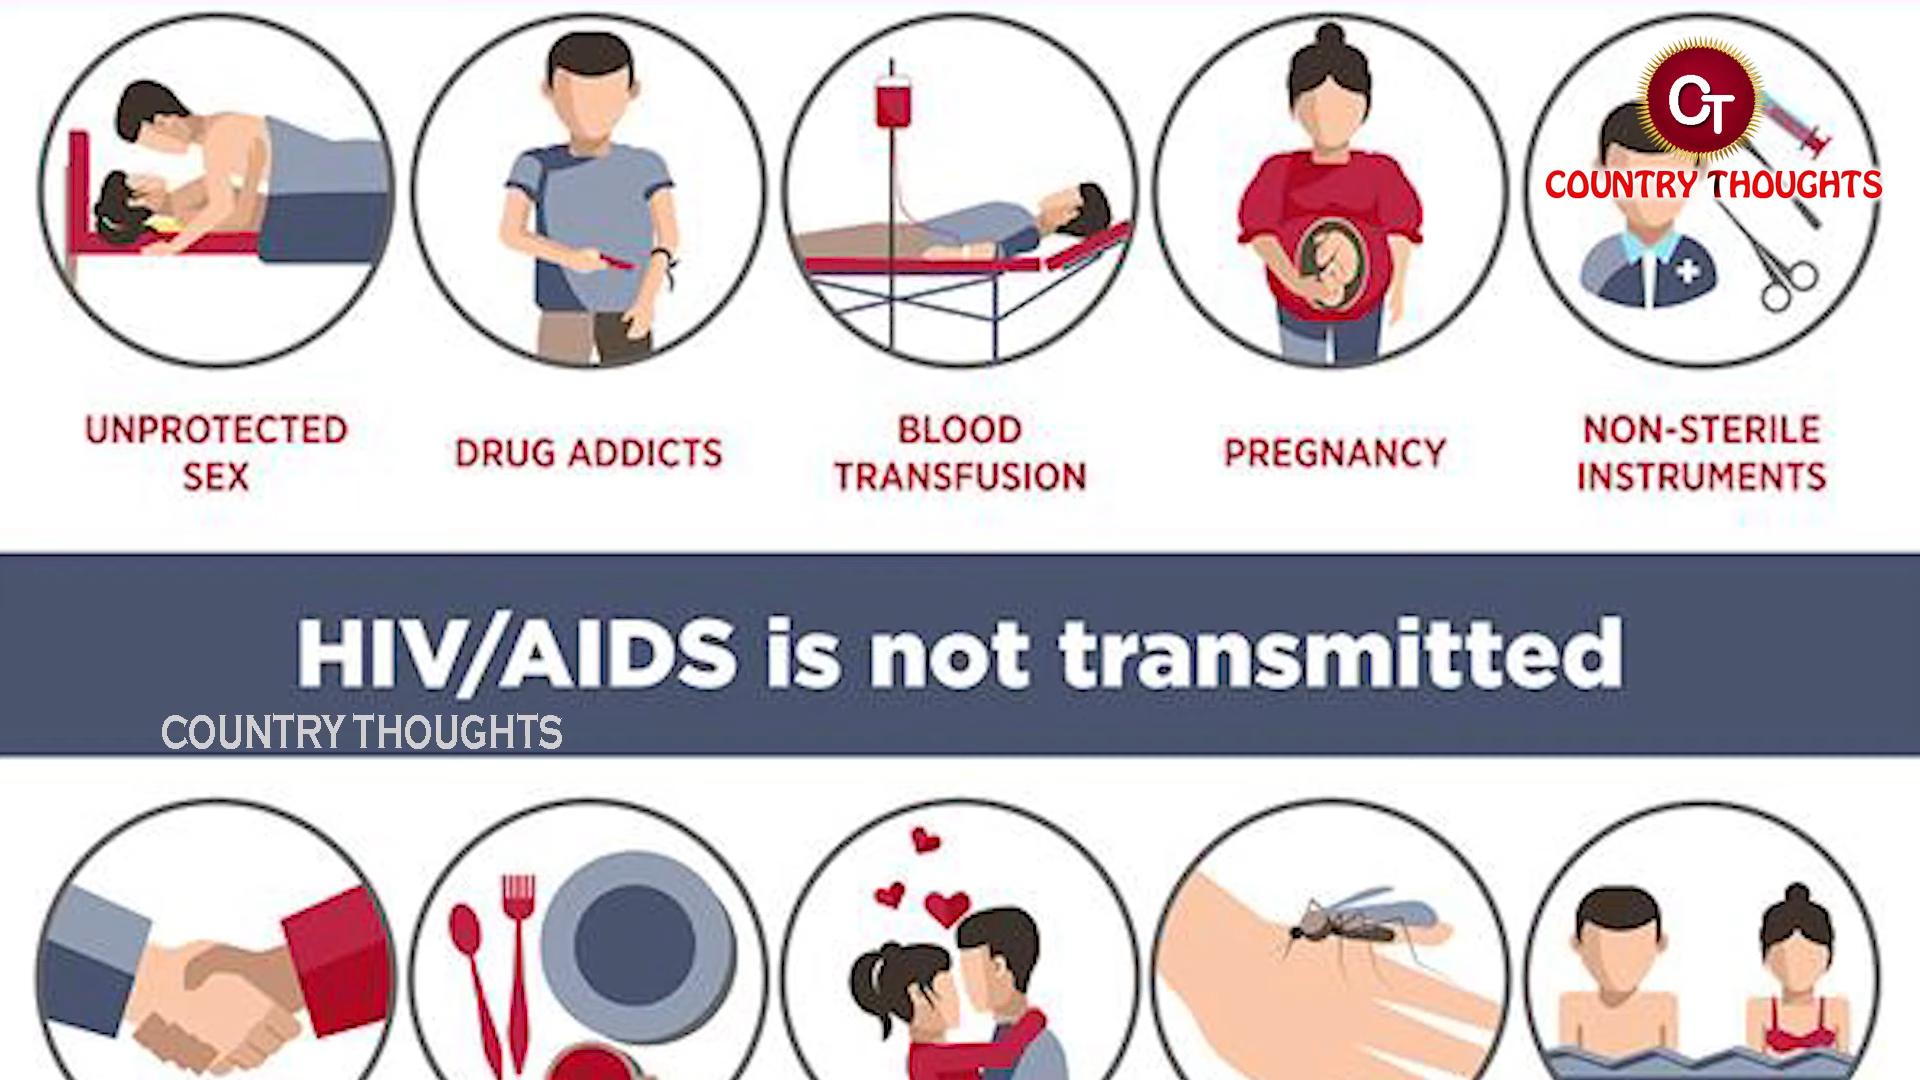 CT
COUNTRY THOUGHTS
UNPROTECTED
SEX
DRUG ADDICTS
BLOOD
TRANSFUSION
PREGNANCY
NON-STERILE
INSTRUMENTS
HIV/AIDS is not transmitted
COUNTRY THOUGHTS